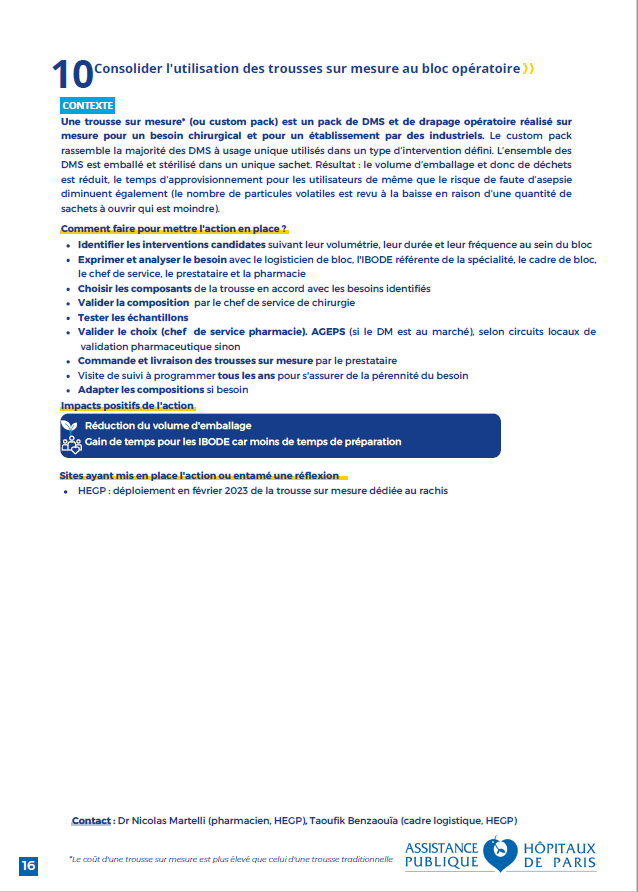 10 Consolider l'utilisation des trousses sur mesure au bloc opératoire
CONTEXTE
Une trousse sur mesure* (ou custom pack) est un pack de DMS et de drapage opératoire réalisé sur
mesure pour un besoin chirurgical et pour un établissement par des industriels. Le custom pack
rassemble la majorité des DMS à usage unique utilisés dans un type d'intervention défini. L'ensemble des
DMS est emballé et stérilisé dans un unique sachet. Résultat : le volume d'emballage et donc de déchets
est réduit, le temps d'approvisionnement pour les utilisateurs de même que le risque de faute d'asepsie
diminuent également (le nombre de particules volatiles est revu à la baisse en raison d'une quantité de
sachets à ouvrir qui est moindre).
Comment faire pour mettre l'action en place ?
• Identifier les interventions candidates suivant leur volumétrie, leur durée et leur fréquence au sein du bloc
• Exprimer et analyser le besoin avec le logisticien de bloc, l'IBODE référente de la spécialité, le cadre de bloc,
le chef de service, le prestataire et la pharmacie
• Choisir les composants de la trousse en accord avec les besoins identifiés
• Valider la composition par le chef de service de chirurgie
• Tester les échantillons
• Valider le choix (chef de service pharmacie). AGEPS (si le DM est au marché), selon circuits locaux de
validation pharmaceutique sinon
• Commande et livraison des trousses sur mesure par le prestataire
• Visite de suivi à programmer tous les ans pour s'assurer de la pérennité du besoin
• Adapter les compositions si besoin
Impacts positifs de l'action
Réduction du volume d'emballage
Gain de temps pour les IBODE car moins de temps de préparation
Sites ayant mis en place l'action ou entamé une réflexion
• HEGP : déploiement en février 2023 de la trousse sur mesure dédiée au rachis
Contact : Dr Nicolas Martelli (pharmacien, HEGP), Taoufik Benzaouïa (cadre logistique, HEGP)
16
*Le coût d'une trousse sur mesure est plus élevé que celui d'une trousse traditionnelle
ASSISTANCE HÔPITAUX
PUBLIQUE DE PARIS